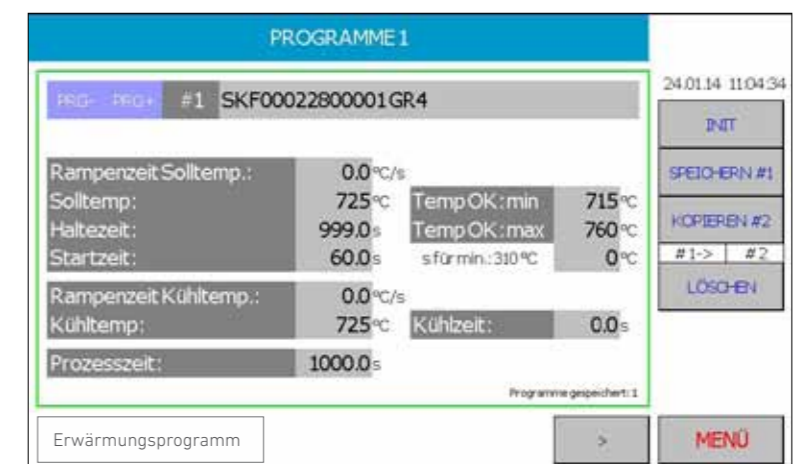 PROGRAMME 1
24.01.14 11:04:34
PRG- PRG+ #1 SKF00022800001GR4
INIT
SPEICHERN #1
KOPIEREN #2
#1-> #2
LÖSCHEN
Rampenzeit Solltemp.: 0.0 °C/s
Solltemp: 725 °C Temp OK: min 715 °C
Haltezeit: 999.0 s Temp OK: max 760 °C
Startzeit: 60.0 s s für min.: 310 °C 0 °C
Rampenzeit Kühltemp.: 0.0 °C/s
Kühltemp: 725 °C Kühlzeit: 0.0 s
Prozesszeit: 1000.0 s
Programme gespeichert: 1
Erwärmungsprogramm > MENÜ